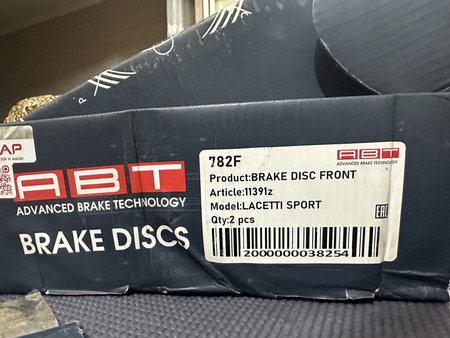 AP
ABT
ADVANCED BRAKE TECHNOLOGY
BRAKE DISCS
782F
ABT
ADVANCED BRAKE TECHNOLOGY
Product:BRAKE DISC FRONT
Article:11391z
Model:LACETTI SPORT
Qty:2 pcs
EAC
2000000038254